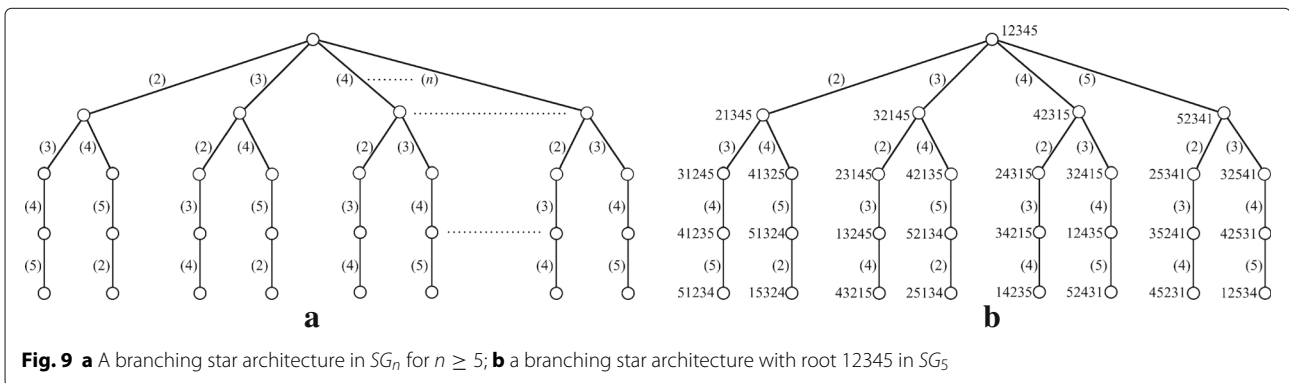 12345
(2) (3) (4) (n) (2) (3) (4) (5)
21345 32145 42315 52341
(3) (4) (2) (4) (2) (3) (2) (3) (3) (4) (2) (4) (2) (3) (2) (3)
31245 41325 23145 42135 24315 32415 25341 32541
(4) (5) (3) (5) (3) (4) (3) (4) (4) (5) (3) (5) (3) (4) (3) (4)
41235 51324 13245 52134 34215 12435 35241 42531
(5) (2) (4) (2) (4) (5) (4) (5) (5) (2) (4) (2) (4) (5) (4) (5)
51234 15324 43215 25134 14235 52431 45231 12534
a b
Fig. 9 a A branching star architecture in SGn for n ≥ 5; b a branching star architecture with root 12345 in SG5